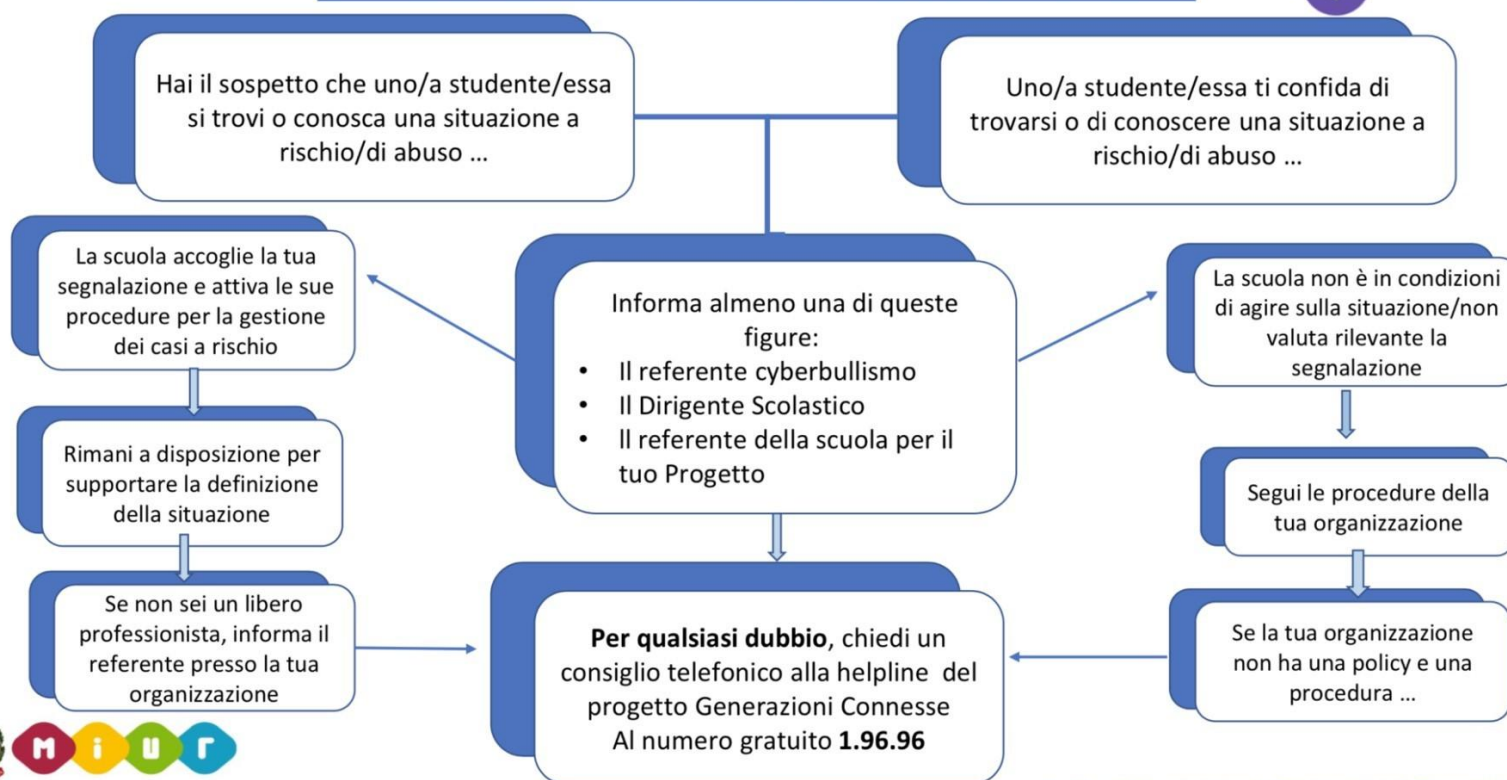 Hai il sospetto che uno/a studente/essa
si trovi o conosca una situazione a
rischio/di abuso ...
Uno/a studente/essa ti confida di
trovarsi o di conoscere una situazione a
rischio/di abuso ...
La scuola accoglie la tua
segnalazione e attiva le sue
procedure per la gestione
dei casi a rischio
Informa almeno una di queste
figure:
• Il referente cyberbullismo
• Il Dirigente Scolastico
• Il referente della scuola per il
tuo Progetto
La scuola non è in condizioni
di agire sulla situazione/non
valuta rilevante la
segnalazione
Rimani a disposizione per
supportare la definizione
della situazione
Segui le procedure della
tua organizzazione
Se non sei un libero
professionista, informa il
referente presso la tua
organizzazione
Per qualsiasi dubbio, chiedi un
consiglio telefonico alla helpline del
progetto Generazioni Connesse
Al numero gratuito 1.96.96
Se la tua organizzazione
non ha una policy e una
procedura ...
MiUr